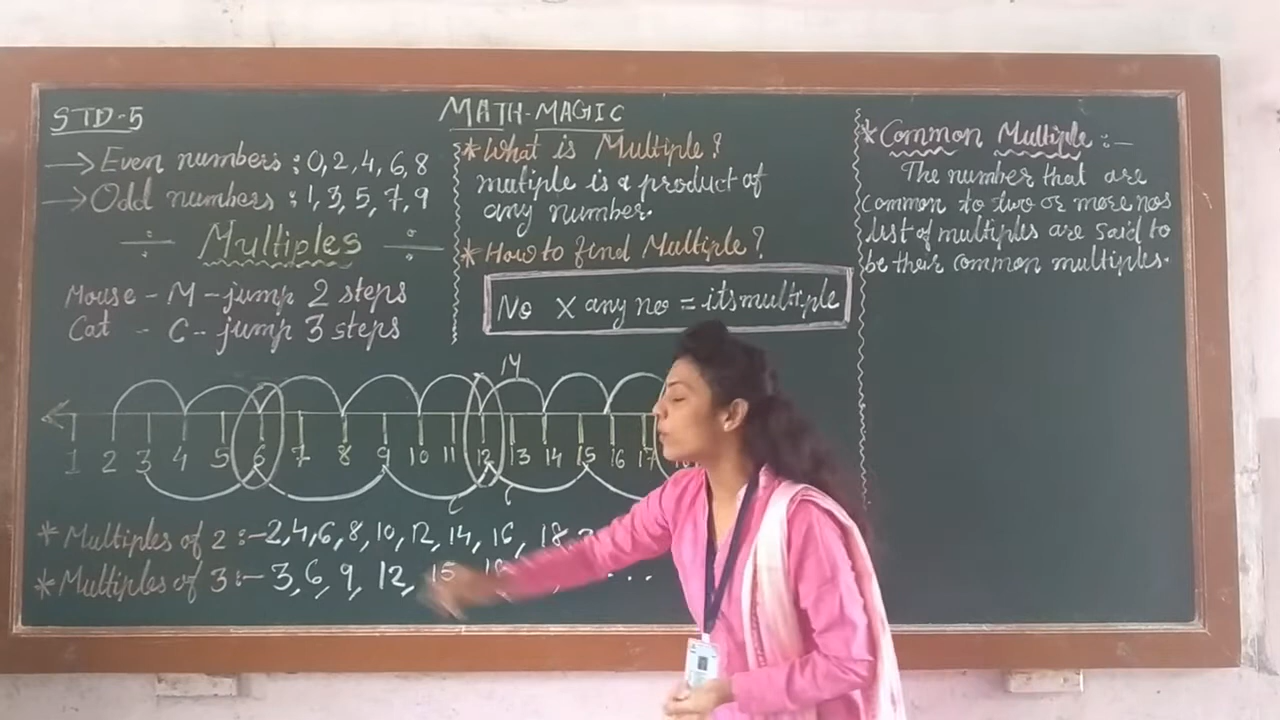 STD-5
MATH-MAGIC
→ Even numbers : 0, 2, 4, 6, 8
→ Odd numbers : 1, 3, 5, 7, 9
÷ Multiples ÷
Mouse - M - jump 2 steps
Cat - C - jump 3 steps
* What is Multiple?
mutiple is a product of
any number.
* How to find Multiple?
No X any no = its multiple
14
1 2 3 4 5 6 7 8 9 10 11 12 13 14 15 16 17
* Multiples of 2 :- 2, 4, 6, 8, 10, 12, 14, 16, 18,
* Multiples of 3 :- 3, 6, 9, 12, 15 ...
* Common Multiple :-
The number that are
common to two or more nos
list of multiples are said to
be their common multiples.